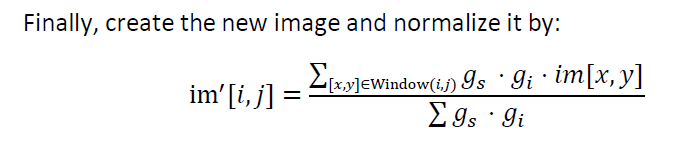 Finally, create the new image and normalize it by:
im′[i, j] = ∑[x,y]∈Window(i,j) gₛ · gᵢ · im[x, y] / ∑ gₛ · gᵢ